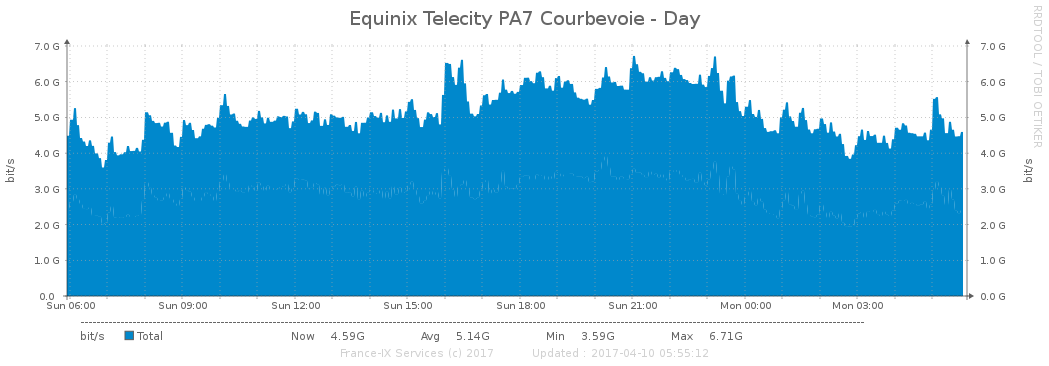 Equinix Telecity PA7 Courbevoie - Day
RRDTOOL / TOBI OETIKER
7.0 G 7.0 G
6.0 G 6.0 G
5.0 G 5.0 G
4.0 G 4.0 G
3.0 G 3.0 G
2.0 G 2.0 G
1.0 G 1.0 G
0.0 0.0 G
bit/s
bit/s
Sun 06:00 Sun 09:00 Sun 12:00 Sun 15:00 Sun 18:00 Sun 21:00 Mon 00:00 Mon 03:00
bit/s Total Now 4.59G Avg 5.14G Min 3.59G Max 6.71G
France-IX Services (c) 2017 Updated : 2017-04-10 05:55:12